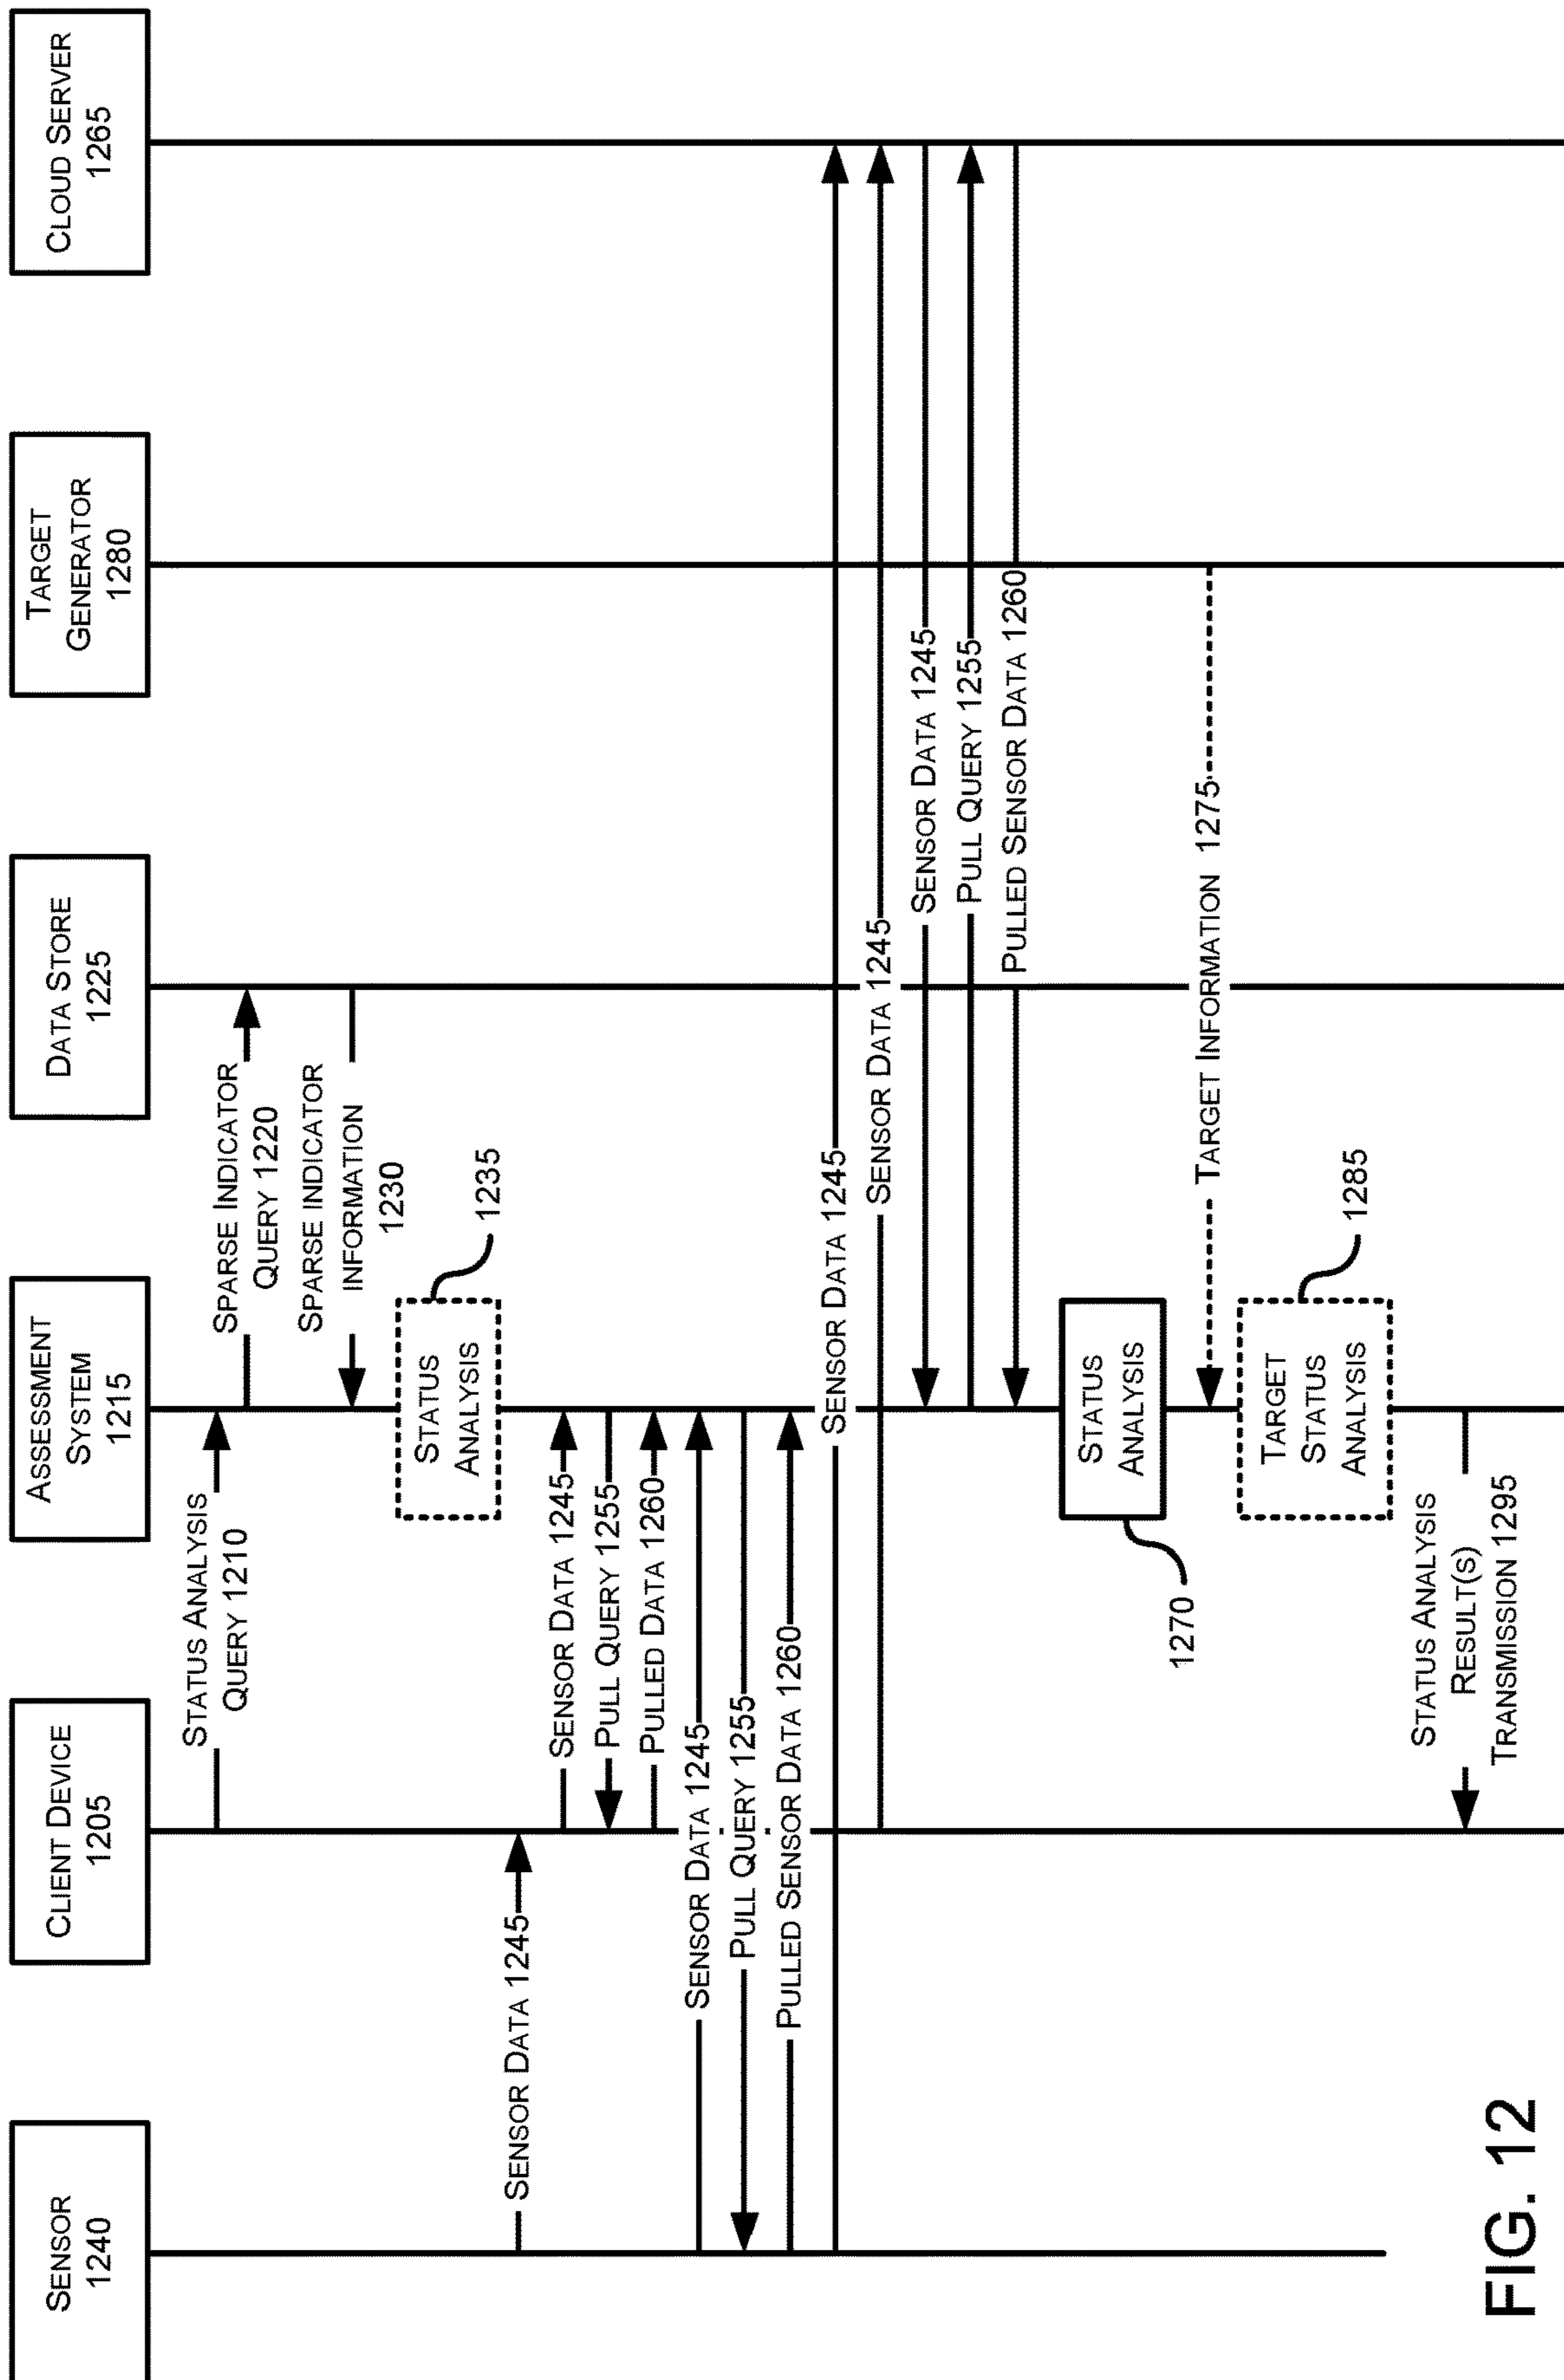 SENSOR
1240
CLIENT DEVICE
1205
ASSESSMENT
SYSTEM
1215
DATA STORE
1225
TARGET
GENERATOR
1280
CLOUD SERVER
1265
STATUS ANALYSIS
QUERY 1210
SPARSE INDICATOR
QUERY 1220
SPARSE INDICATOR
INFORMATION
1230
STATUS
ANALYSIS
1235
SENSOR DATA 1245
SENSOR DATA 1245
PULL QUERY 1255
PULLED DATA 1260
SENSOR DATA 1245
PULL QUERY 1255
PULLED SENSOR DATA 1260
SENSOR DATA 1245
SENSOR DATA 1245
SENSOR DATA 1245
PULL QUERY 1255
PULLED SENSOR DATA 1260
STATUS
ANALYSIS
1270
TARGET INFORMATION 1275
TARGET
STATUS
ANALYSIS
1285
STATUS ANALYSIS
RESULT(S)
TRANSMISSION 1295
FIG. 12